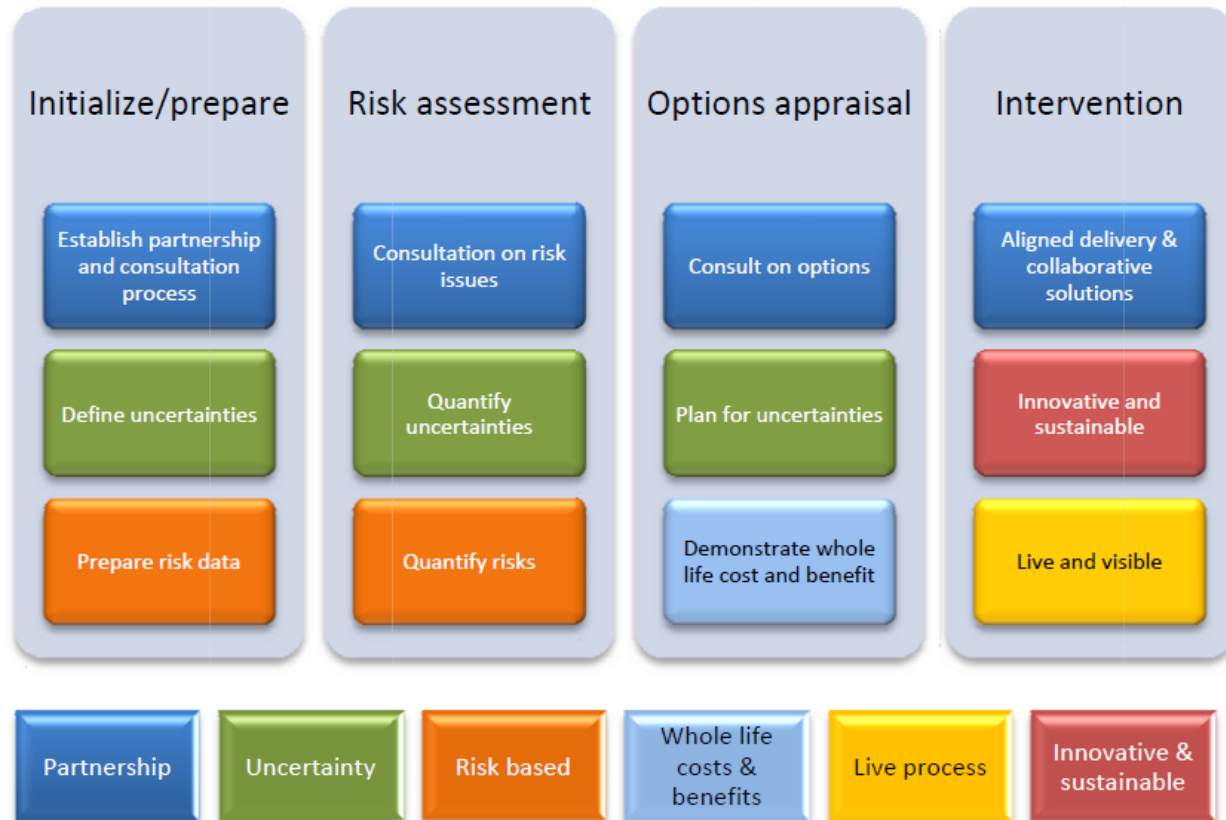 Initialize/prepare
Establish partnership
and consultation
process
Define uncertainties
Prepare risk data
Risk assessment
Consultation on risk
issues
Quantify
uncertainties
Quantify risks
Options appraisal
Consult on options
Plan for uncertainties
Demonstrate whole
life cost and benefit
Intervention
Aligned delivery &
collaborative
solutions
Innovative and
sustainable
Live and visible
Partnership
Uncertainty
Risk based
Whole life
costs &
benefits
Live process
Innovative &
sustainable